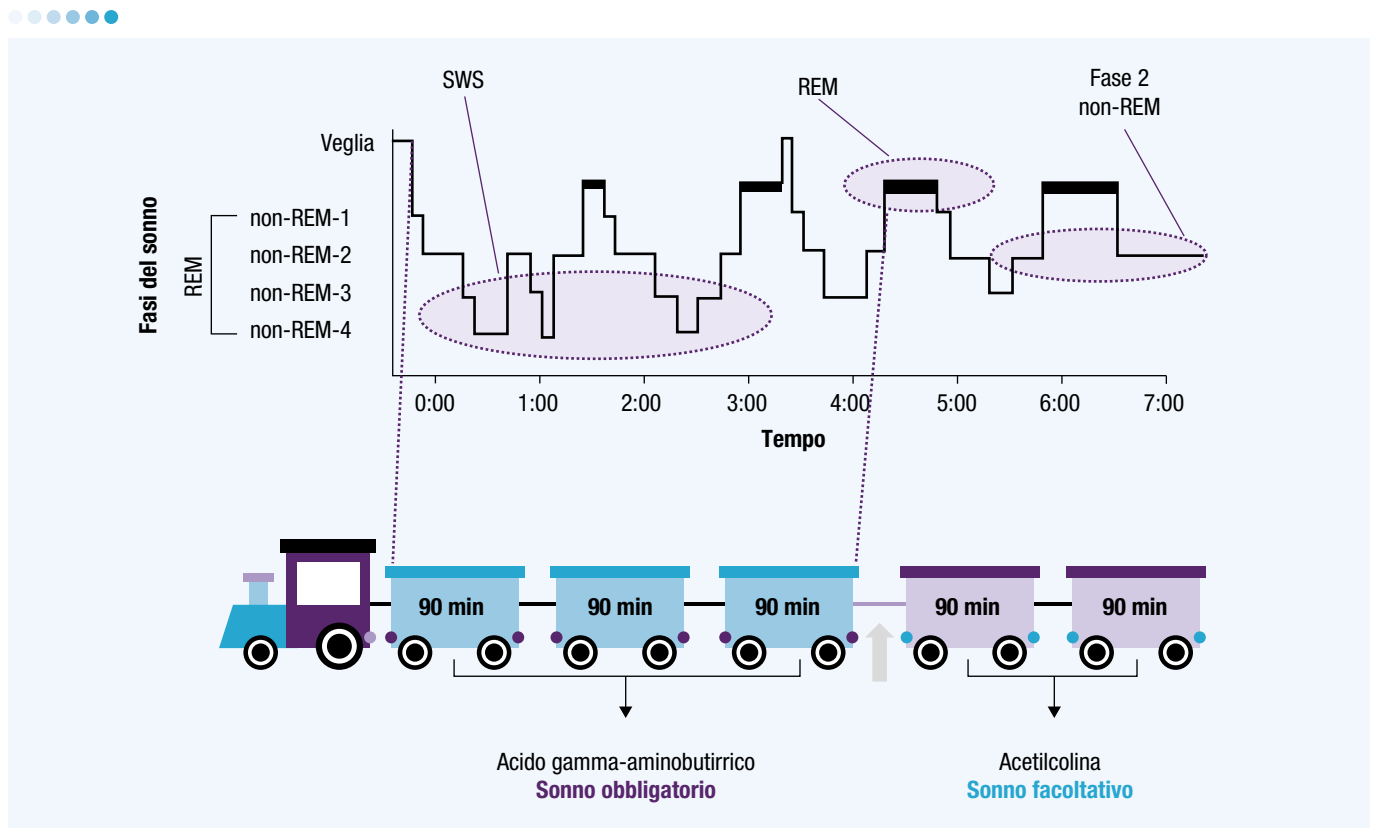 SWS
REM
Fase 2
non-REM
Veglia
Fasi del sonno
REM
non-REM-1
non-REM-2
non-REM-3
non-REM-4
0:00 1:00 2:00 3:00 4:00 5:00 6:00 7:00
Tempo
90 min 90 min 90 min 90 min 90 min
Acido gamma-aminobutirrico
Sonno obbligatorio
Acetilcolina
Sonno facoltativo